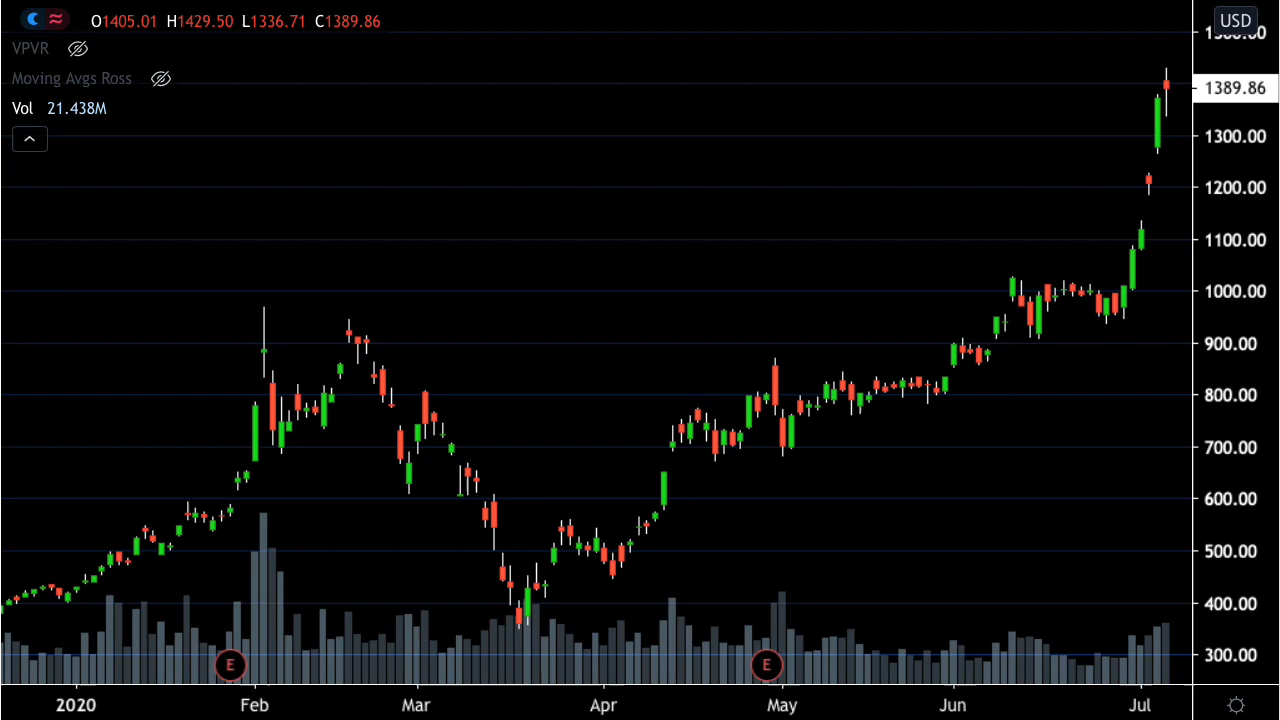 O1405.01 H1429.50 L1336.71 C1389.86
USD
VPVR
Moving Avgs Ross
Vol 21.438M
1389.86
1300.00
1200.00
1100.00
1000.00
900.00
800.00
700.00
600.00
500.00
400.00
300.00
E E
2020 Feb Mar Apr May Jun Jul